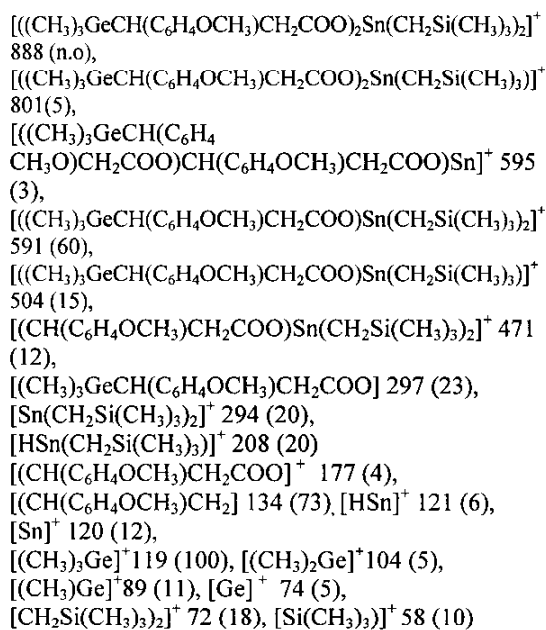 [((CH₃)₃GeCH(C₆H₄OCH₃)CH₂COO)₂Sn(CH₂Si(CH₃)₃)₂]⁺
888 (n.o),
[((CH₃)₃GeCH(C₆H₄OCH₃)CH₂COO)₂Sn(CH₂Si(CH₃)₃)]⁺
801(5),
[((CH₃)₃GeCH(C₆H₄
CH₃O)CH₂COO)CH(C₆H₄OCH₃)CH₂COO)Sn]⁺ 595
(3),
[((CH₃)₃GeCH(C₆H₄OCH₃)CH₂COO)Sn(CH₂Si(CH₃)₃)₂]⁺
591 (60),
[((CH₃)₃GeCH(C₆H₄OCH₃)CH₂COO)Sn(CH₂Si(CH₃)₃)]⁺
504 (15),
[(CH(C₆H₄OCH₃)CH₂COO)Sn(CH₂Si(CH₃)₃)₂]⁺ 471
(12),
[(CH₃)₃GeCH(C₆H₄OCH₃)CH₂COO] 297 (23),
[Sn(CH₂Si(CH₃)₃)₂]⁺ 294 (20),
[HSn(CH₂Si(CH₃)₃)]⁺ 208 (20)
[(CH(C₆H₄OCH₃)CH₂COO]⁺ 177 (4),
[(CH(C₆H₄OCH₃)CH₂] 134 (73), [HSn]⁺ 121 (6),
[Sn]⁺ 120 (12),
[(CH₃)₃Ge]⁺119 (100), [(CH₃)₂Ge]⁺104 (5),
[(CH₃)Ge]⁺89 (11), [Ge]⁺ 74 (5),
[CH₂Si(CH₃)₃)₂]⁺ 72 (18), [Si(CH₃)₃)]⁺ 58 (10)